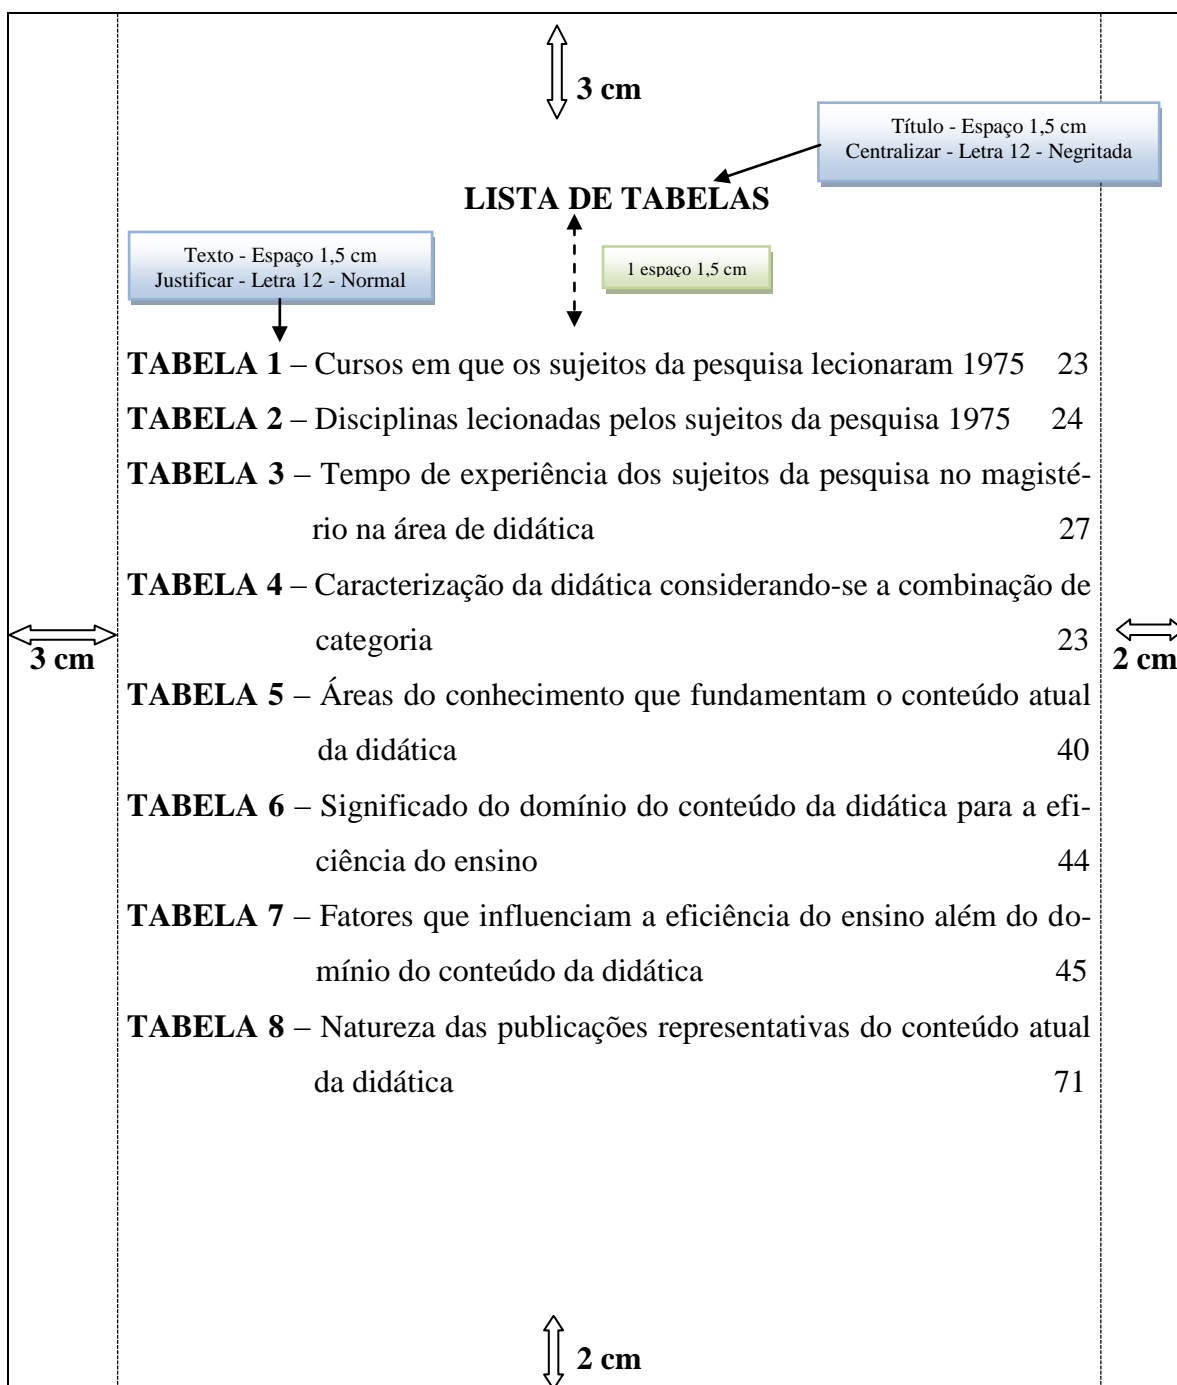 3 cm
Título - Espaço 1,5 cm
Centralizar - Letra 12 - Negritada
LISTA DE TABELAS
Texto - Espaço 1,5 cm
Justificar - Letra 12 - Normal
1 espaço 1,5 cm
TABELA 1 – Cursos em que os sujeitos da pesquisa lecionaram 1975 23
TABELA 2 – Disciplinas lecionadas pelos sujeitos da pesquisa 1975 24
TABELA 3 – Tempo de experiência dos sujeitos da pesquisa no magisté-
rio na área de didática 27
TABELA 4 – Caracterização da didática considerando-se a combinação de
categoria 23
3 cm
2 cm
TABELA 5 – Áreas do conhecimento que fundamentam o conteúdo atual
da didática 40
TABELA 6 – Significado do domínio do conteúdo da didática para a efi-
ciência do ensino 44
TABELA 7 – Fatores que influenciam a eficiência do ensino além do do-
mínio do conteúdo da didática 45
TABELA 8 – Natureza das publicações representativas do conteúdo atual
da didática 71
2 cm